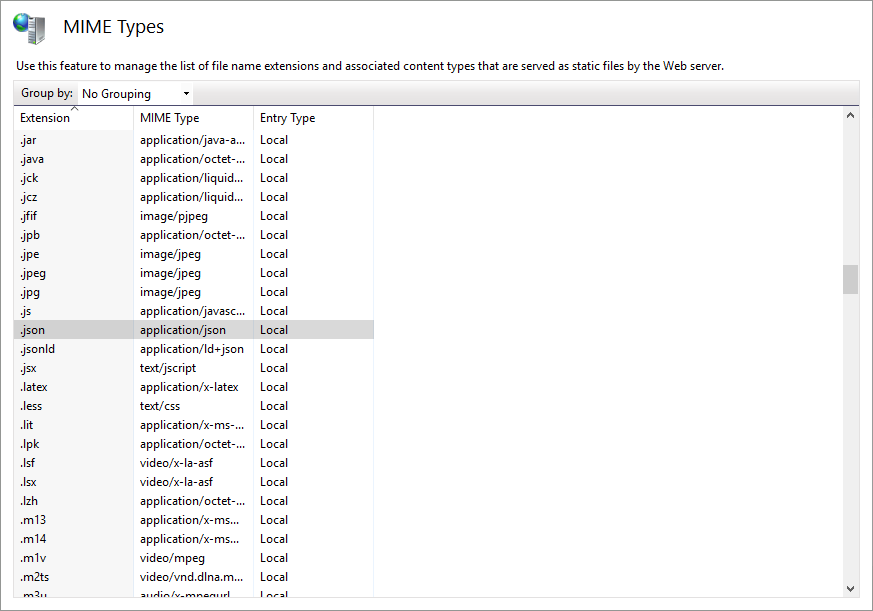 MIME Types
Use this feature to manage the list of file name extensions and associated content types that are served as static files by the Web server.
Group by: No Grouping
Extension MIME Type Entry Type
.jar application/java-a... Local
.java application/octet-... Local
.jck application/liquid... Local
.jcz application/liquid... Local
.jfif image/pjpeg Local
.jpb application/octet-... Local
.jpe image/jpeg Local
.jpeg image/jpeg Local
.jpg image/jpeg Local
.js application/javasc... Local
.json application/json Local
.jsonld application/ld+json Local
.jsx text/jscript Local
.latex application/x-latex Local
.less text/css Local
.lit application/x-ms-... Local
.lpk application/octet-... Local
.lsf video/x-la-asf Local
.lsx video/x-la-asf Local
.lzh application/octet-... Local
.m13 application/x-ms... Local
.m14 application/x-ms... Local
.m1v video/mpeg Local
.m2ts video/vnd.dlna.m... Local
.m3u audio/x-mpegurl Local